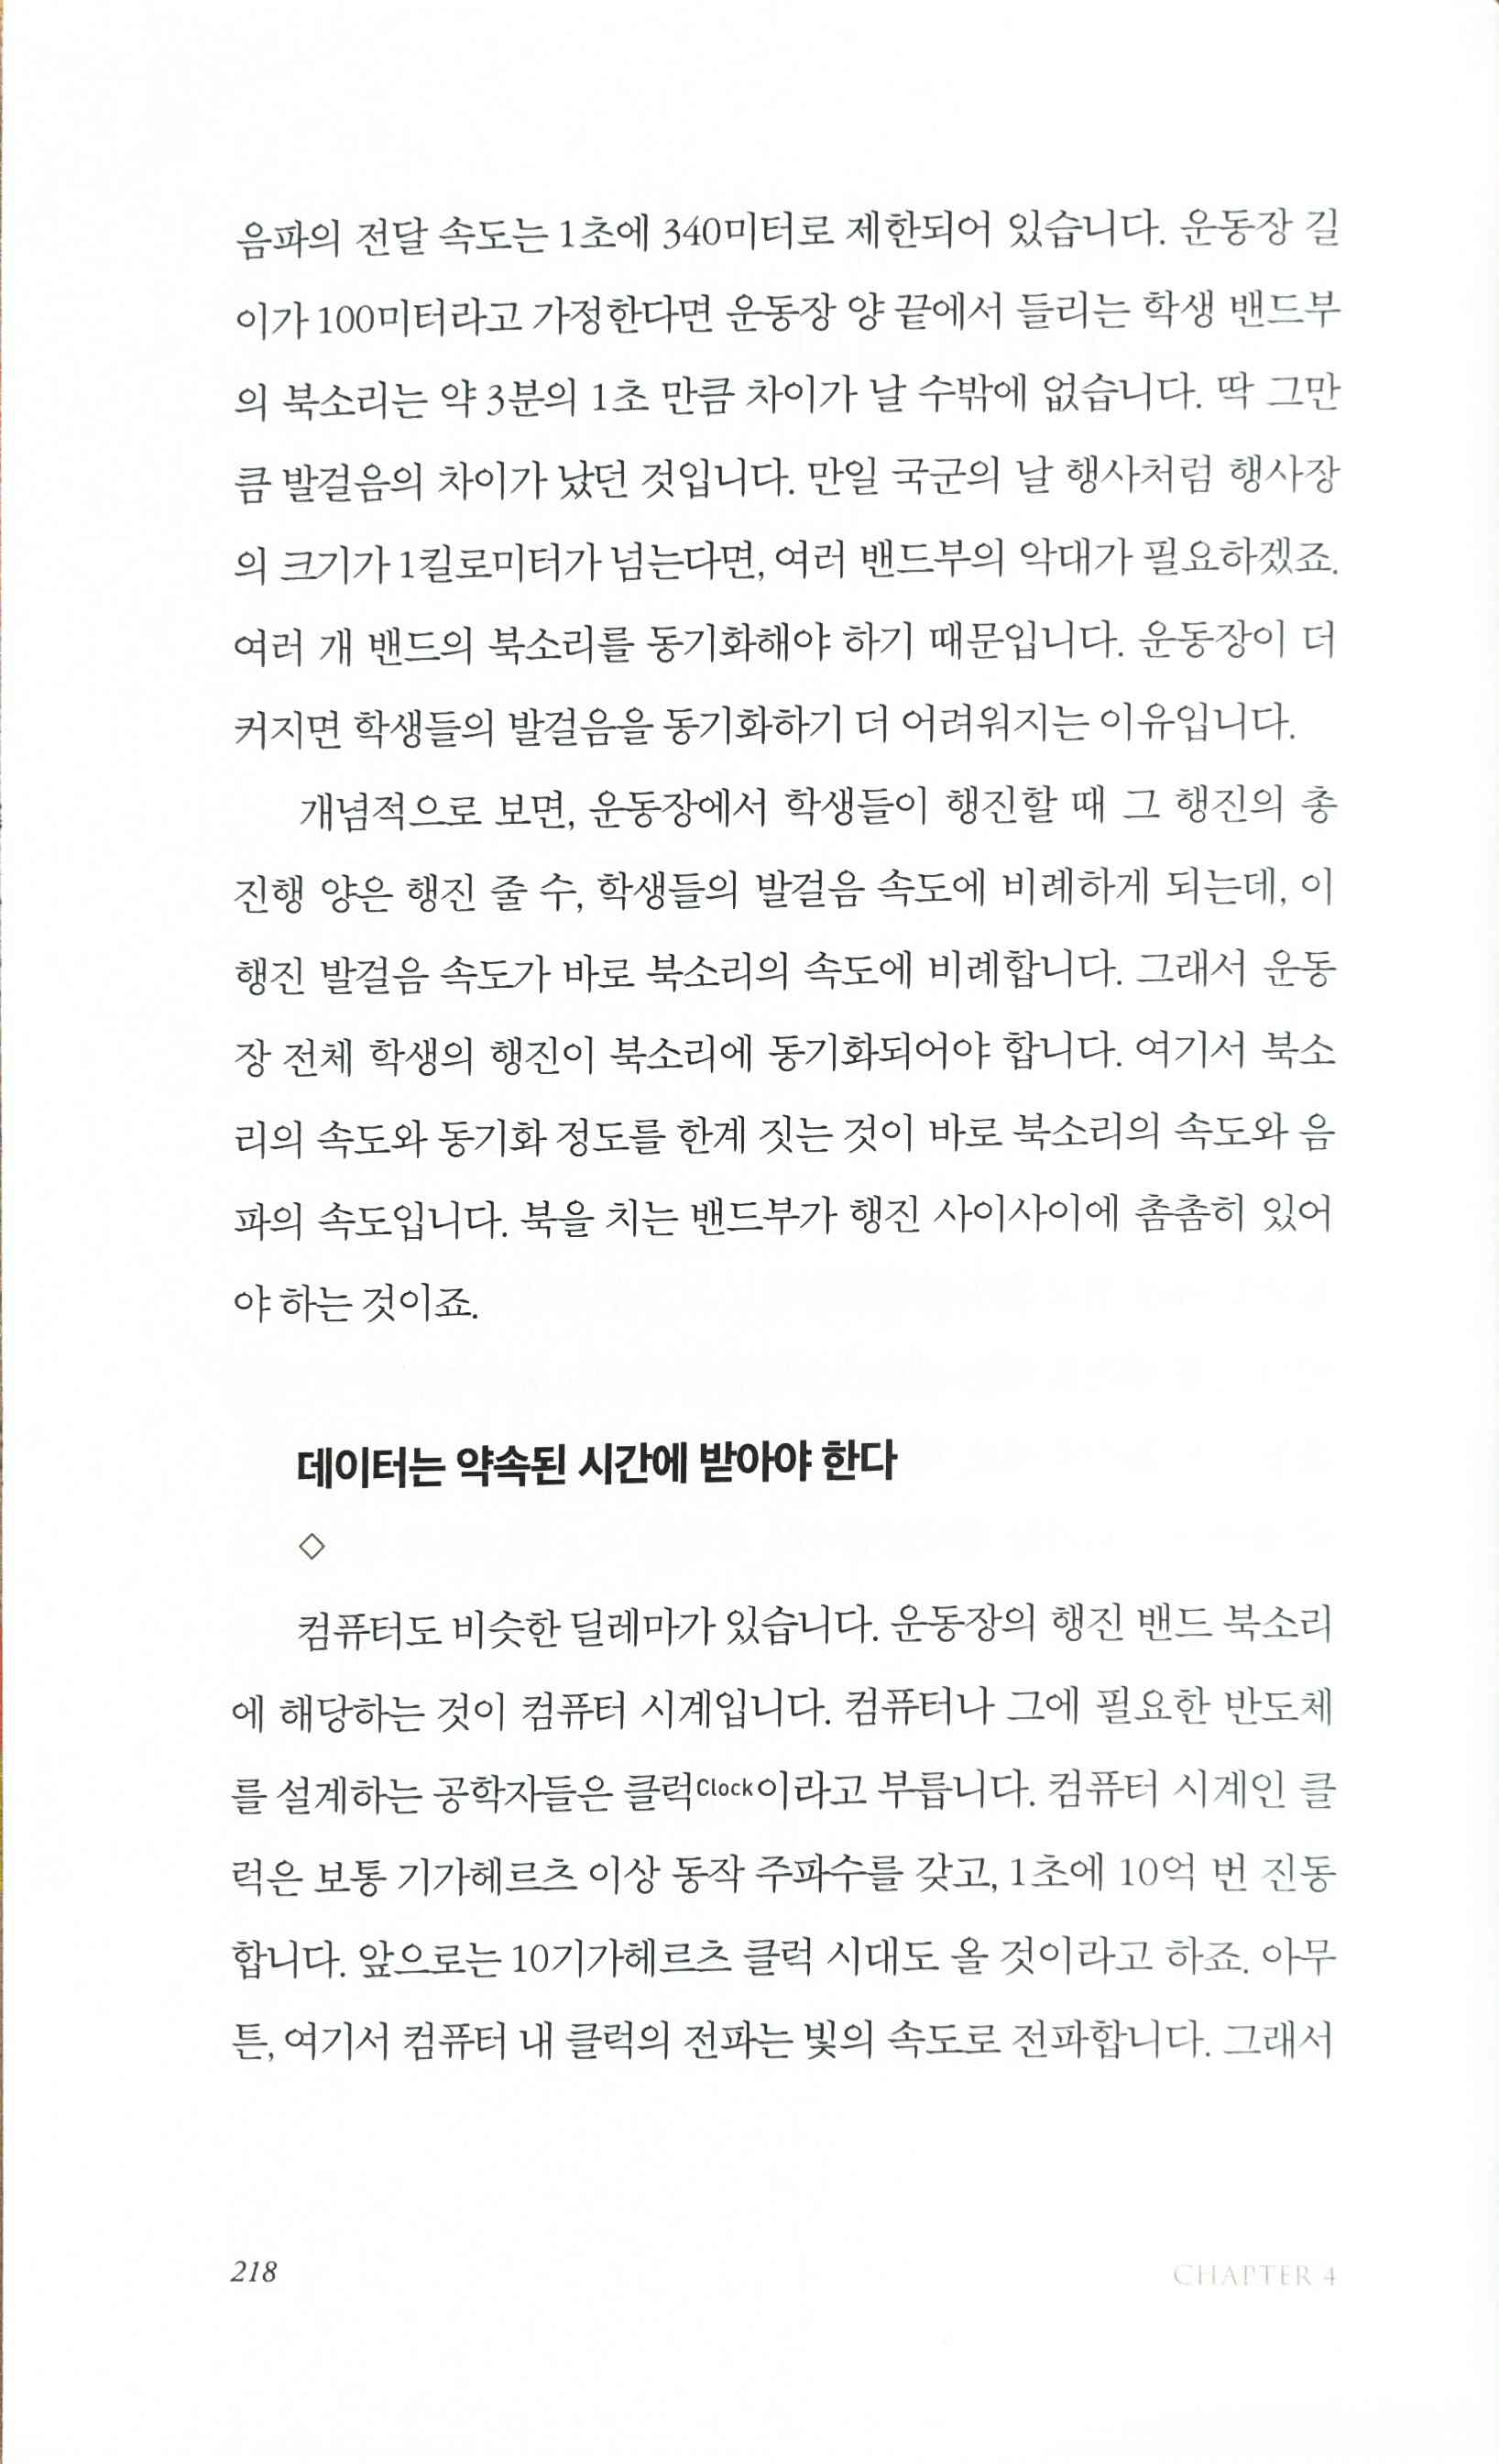 음파의 전달 속도는 1초에 340미터로 제한되어 있습니다. 운동장 길
이가 100미터라고 가정한다면 운동장 양 끝에서 들리는 학생 밴드부
의 북소리는 약 3분의 1초 만큼 차이가 날 수밖에 없습니다. 딱 그만
큼 발걸음의 차이가 났던 것입니다. 만일 국군의 날 행사처럼 행사장
의 크기가 1킬로미터가 넘는다면, 여러 밴드부의 악대가 필요하겠죠.
여러 개 밴드의 북소리를 동기화해야 하기 때문입니다. 운동장이 더
커지면 학생들의 발걸음을 동기화하기 더 어려워지는 이유입니다.
개념적으로 보면, 운동장에서 학생들이 행진할 때 그 행진의 총
진행 양은 행진 줄 수, 학생들의 발걸음 속도에 비례하게 되는데, 이
행진 발걸음 속도가 바로 북소리의 속도에 비례합니다. 그래서 운동
장 전체 학생의 행진이 북소리에 동기화되어야 합니다. 여기서 북소
리의 속도와 동기화 정도를 한계 짓는 것이 바로 북소리의 속도와 음
파의 속도입니다. 북을 치는 밴드부가 행진 사이사이에 촘촘히 있어
야 하는 것이죠.
데이터는 약속된 시간에 받아야 한다
◇
컴퓨터도 비슷한 딜레마가 있습니다. 운동장의 행진 밴드 북소리
에 해당하는 것이 컴퓨터 시계입니다. 컴퓨터나 그에 필요한 반도체
를 설계하는 공학자들은 클럭Clock이라고 부릅니다. 컴퓨터 시계인 클
럭은 보통 기가헤르츠 이상 동작 주파수를 갖고, 1초에 10억 번 진동
합니다. 앞으로는 10기가헤르츠 클럭 시대도 올 것이라고 하죠. 아무
튼, 여기서 컴퓨터 내 클럭의 전파는 빛의 속도로 전파합니다. 그래서
218
CHAPTER 4